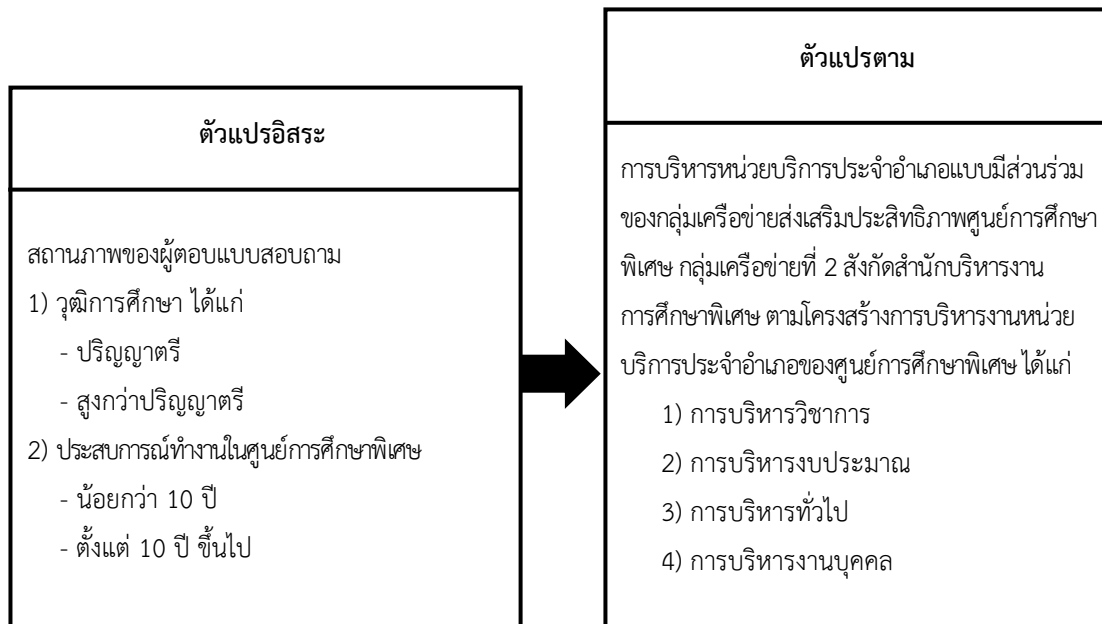 ตัวแปรอิสระ
สถานภาพของผู้ตอบแบบสอบถาม
1) วุฒิการศึกษา ได้แก่
- ปริญญาตรี
- สูงกว่าปริญญาตรี
2) ประสบการณ์ทำงานในศูนย์การศึกษาพิเศษ
- น้อยกว่า 10 ปี
- ตั้งแต่ 10 ปี ขึ้นไป
ตัวแปรตาม
การบริหารหน่วยบริการประจำอำเภอแบบมีส่วนร่วม
ของกลุ่มเครือข่ายส่งเสริมประสิทธิภาพศูนย์การศึกษา
พิเศษ กลุ่มเครือข่ายที่ 2 สังกัดสำนักบริหารงาน
การศึกษาพิเศษ ตามโครงสร้างการบริหารงานหน่วย
บริการประจำอำเภอของศูนย์การศึกษาพิเศษ ได้แก่
1) การบริหารวิชาการ
2) การบริหารงบประมาณ
3) การบริหารทั่วไป
4) การบริหารงานบุคคล